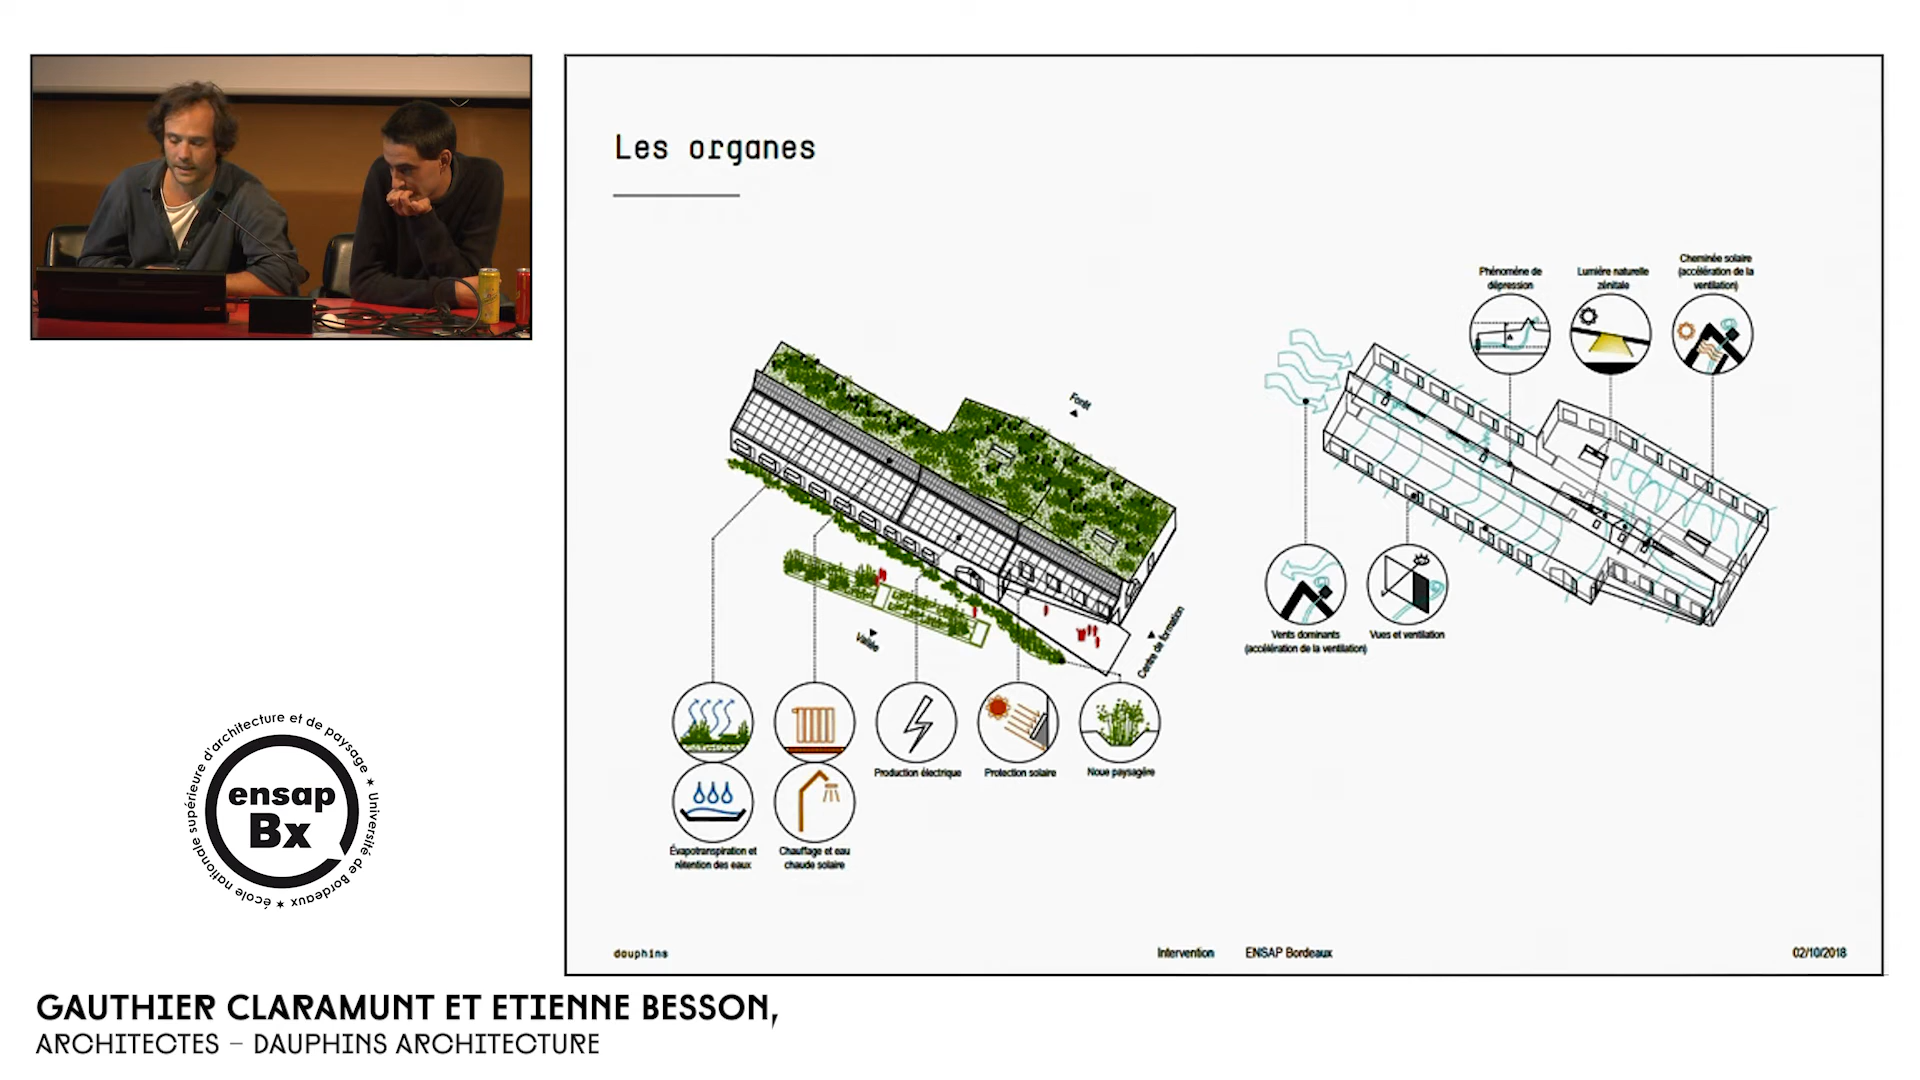 Les organes
Phénomène de
dépression
Lumière naturelle
zénitale
Cheminée solaire
(accélération de la
ventilation)
Forêt
Vallée
Centre de formation
Vents dominants
(accélération de la ventilation)
Vues et ventilation
Production électrique
Protection solaire
Noue paysagère
Évapotranspiration et
rétention des eaux
Chauffage et eau
chaude solaire
dauphins
Intervention
ENSAP Bordeaux
02/10/2018
école nationale supérieure d'architecture et de paysage * Université de Bordeaux *
ensap
Bx
GAUTHIER CLARAMUNT ET ETIENNE BESSON,
ARCHITECTES – DAUPHINS ARCHITECTURE